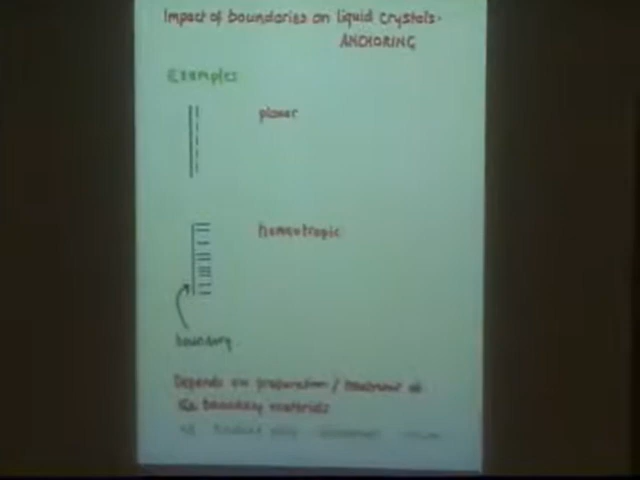 Impact of boundaries on liquid crystals.
ANCHORING
Examples
planar
homeotropic
boundary
Depends on preparation / treatment of
the boundary materials